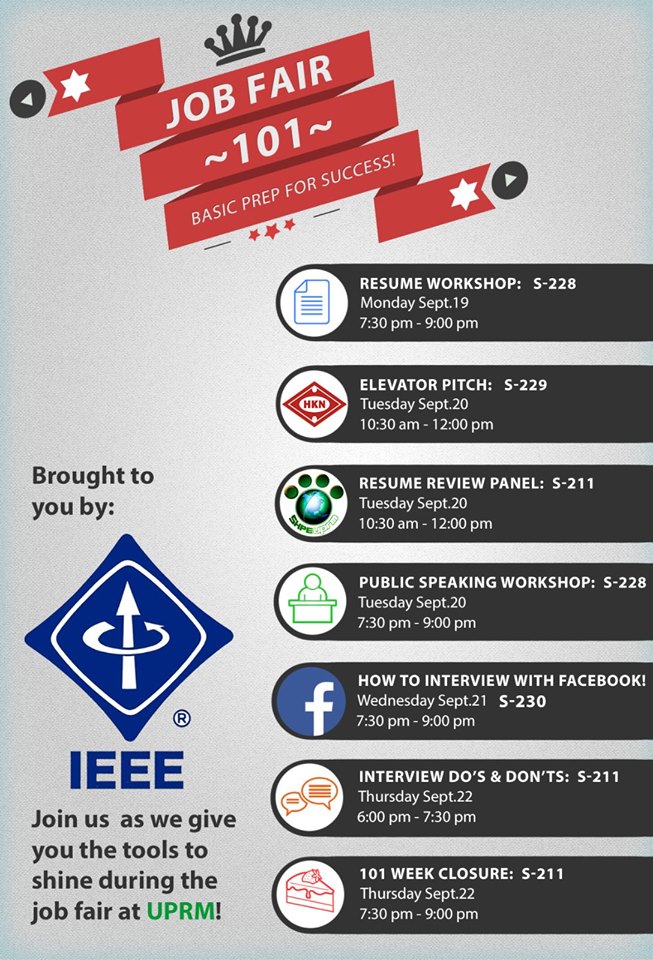 JOB FAIR
~101~
BASIC PREP FOR SUCCESS!
RESUME WORKSHOP: S-228
Monday Sept.19
7:30 pm - 9:00 pm
HKN
ELEVATOR PITCH: S-229
Tuesday Sept.20
10:30 am - 12:00 pm
SHPE UPRM
RESUME REVIEW PANEL: S-211
Tuesday Sept.20
10:30 am - 12:00 pm
PUBLIC SPEAKING WORKSHOP: S-228
Tuesday Sept.20
7:30 pm - 9:00 pm
f
HOW TO INTERVIEW WITH FACEBOOK!
Wednesday Sept.21 S-230
7:30 pm - 9:00 pm
INTERVIEW DO'S & DON'TS: S-211
Thursday Sept.22
6:00 pm - 7:30 pm
101 WEEK CLOSURE: S-211
Thursday Sept.22
7:30 pm - 9:00 pm
Brought to
you by:
®
IEEE
Join us as we give
you the tools to
shine during the
job fair at UPRM!